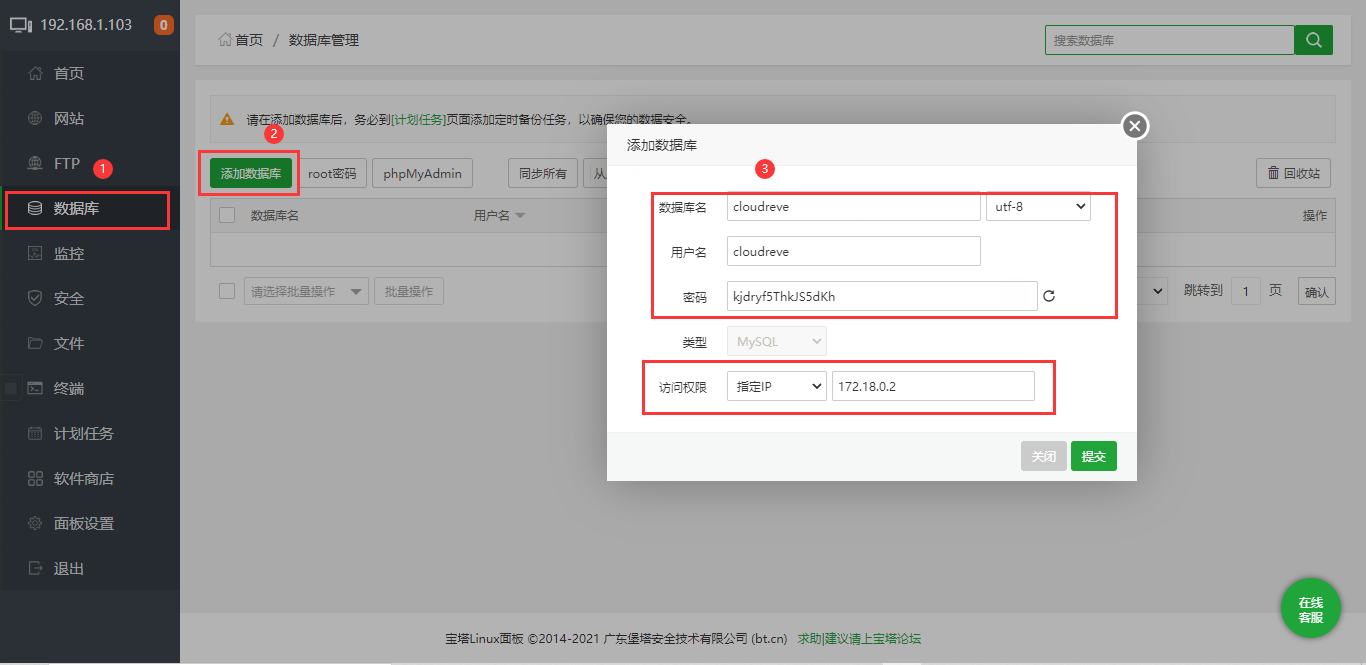 192.168.1.103 0
首页
网站
FTP 1
数据库
监控
安全
文件
终端
计划任务
软件商店
面板设置
退出
首页 / 数据库管理
搜索数据库
请在添加数据库后，务必到[计划任务]页面添加定时备份任务，以确保您的数据安全。
2
添加数据库 root密码 phpMyAdmin 同步所有 从 回收站
数据库名 用户名 操作
请选择批量操作 批量操作 跳转到 1 页 确认
添加数据库
3
数据库名 cloudreve utf-8
用户名 cloudreve
密码 kjdryf5ThkJS5dKh
类型 MySQL
访问权限 指定IP 172.18.0.2
关闭 提交
在线
客服
宝塔Linux面板 ©2014-2021 广东堡塔安全技术有限公司 (bt.cn) 求助|建议请上宝塔论坛